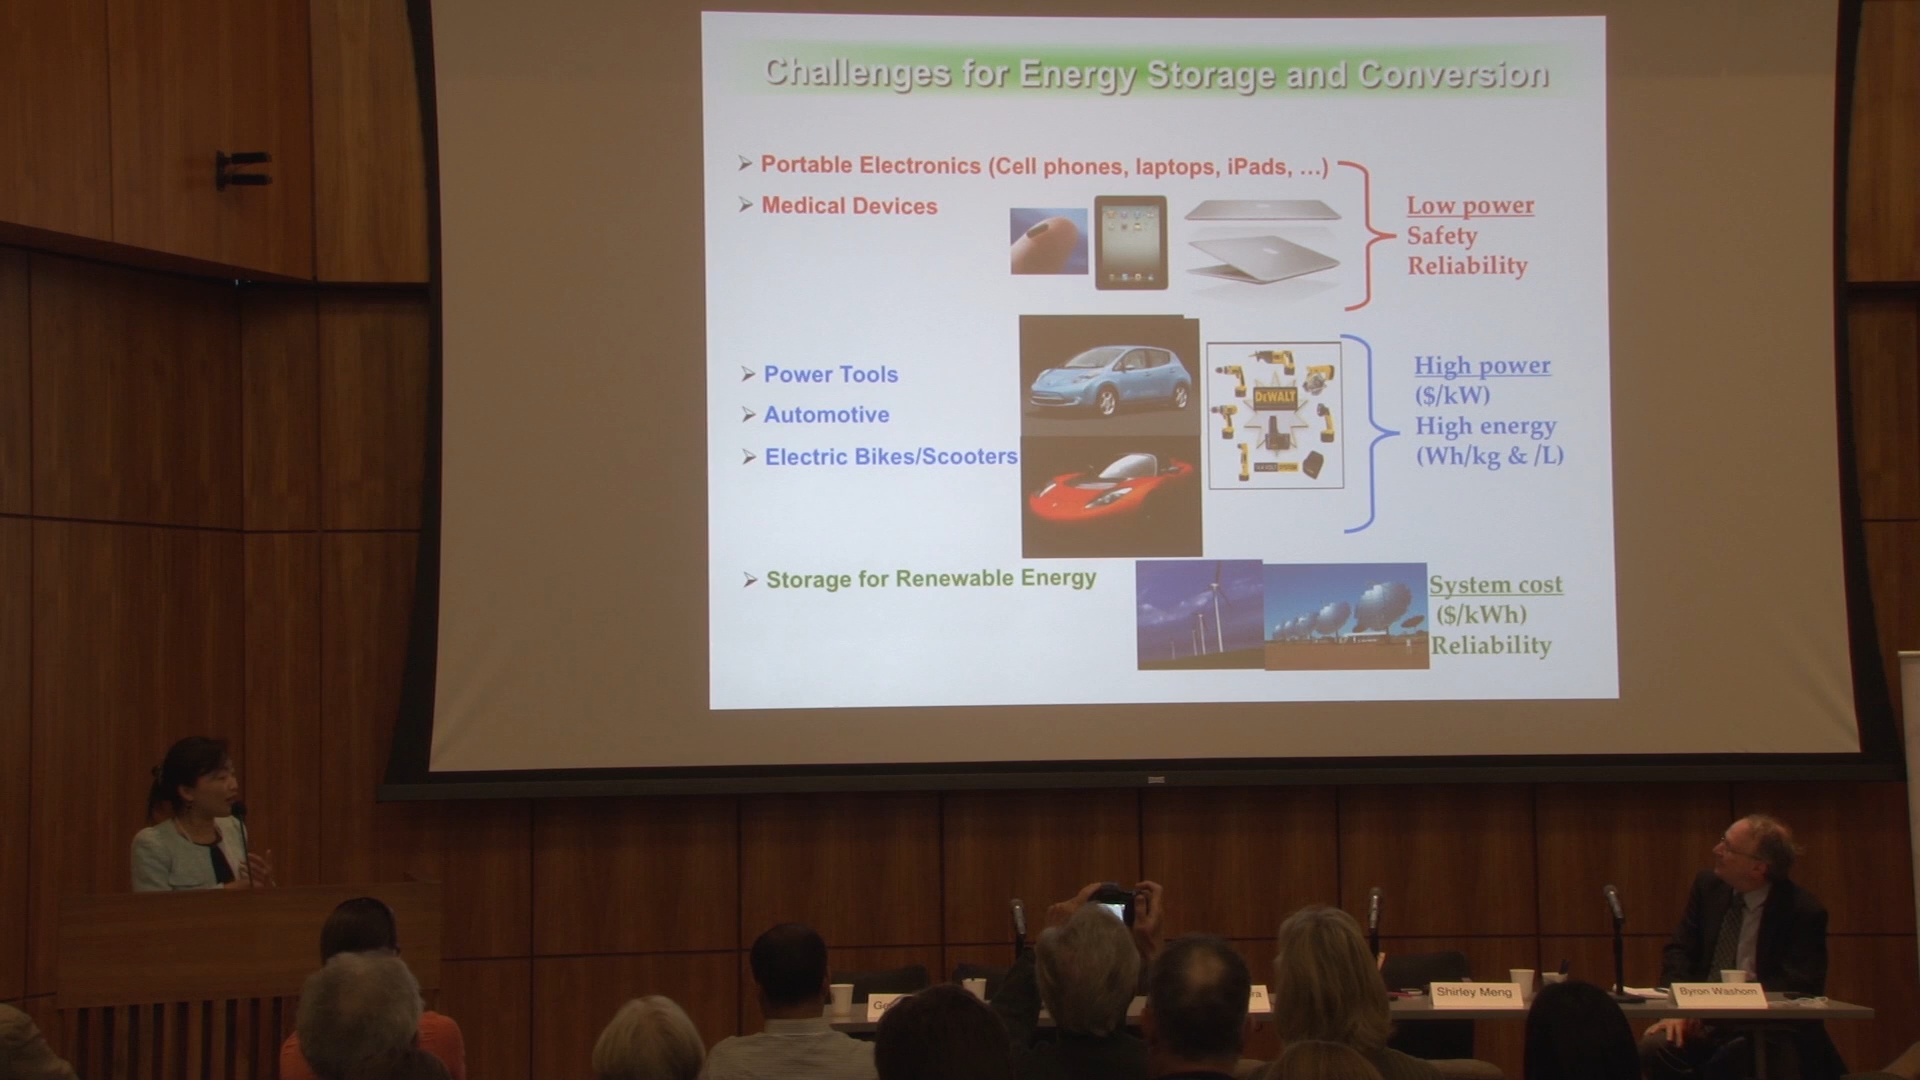 Challenges for Energy Storage and Conversion
Portable Electronics (Cell phones, laptops, iPads, ...)
Medical Devices
Low power
Safety
Reliability
Power Tools
Automotive
Electric Bikes/Scooters
DEWALT
High power
($/kW)
High energy
(Wh/kg & /L)
Storage for Renewable Energy
System cost
($/kWh)
Reliability
Shirley Meng
Byron Washom